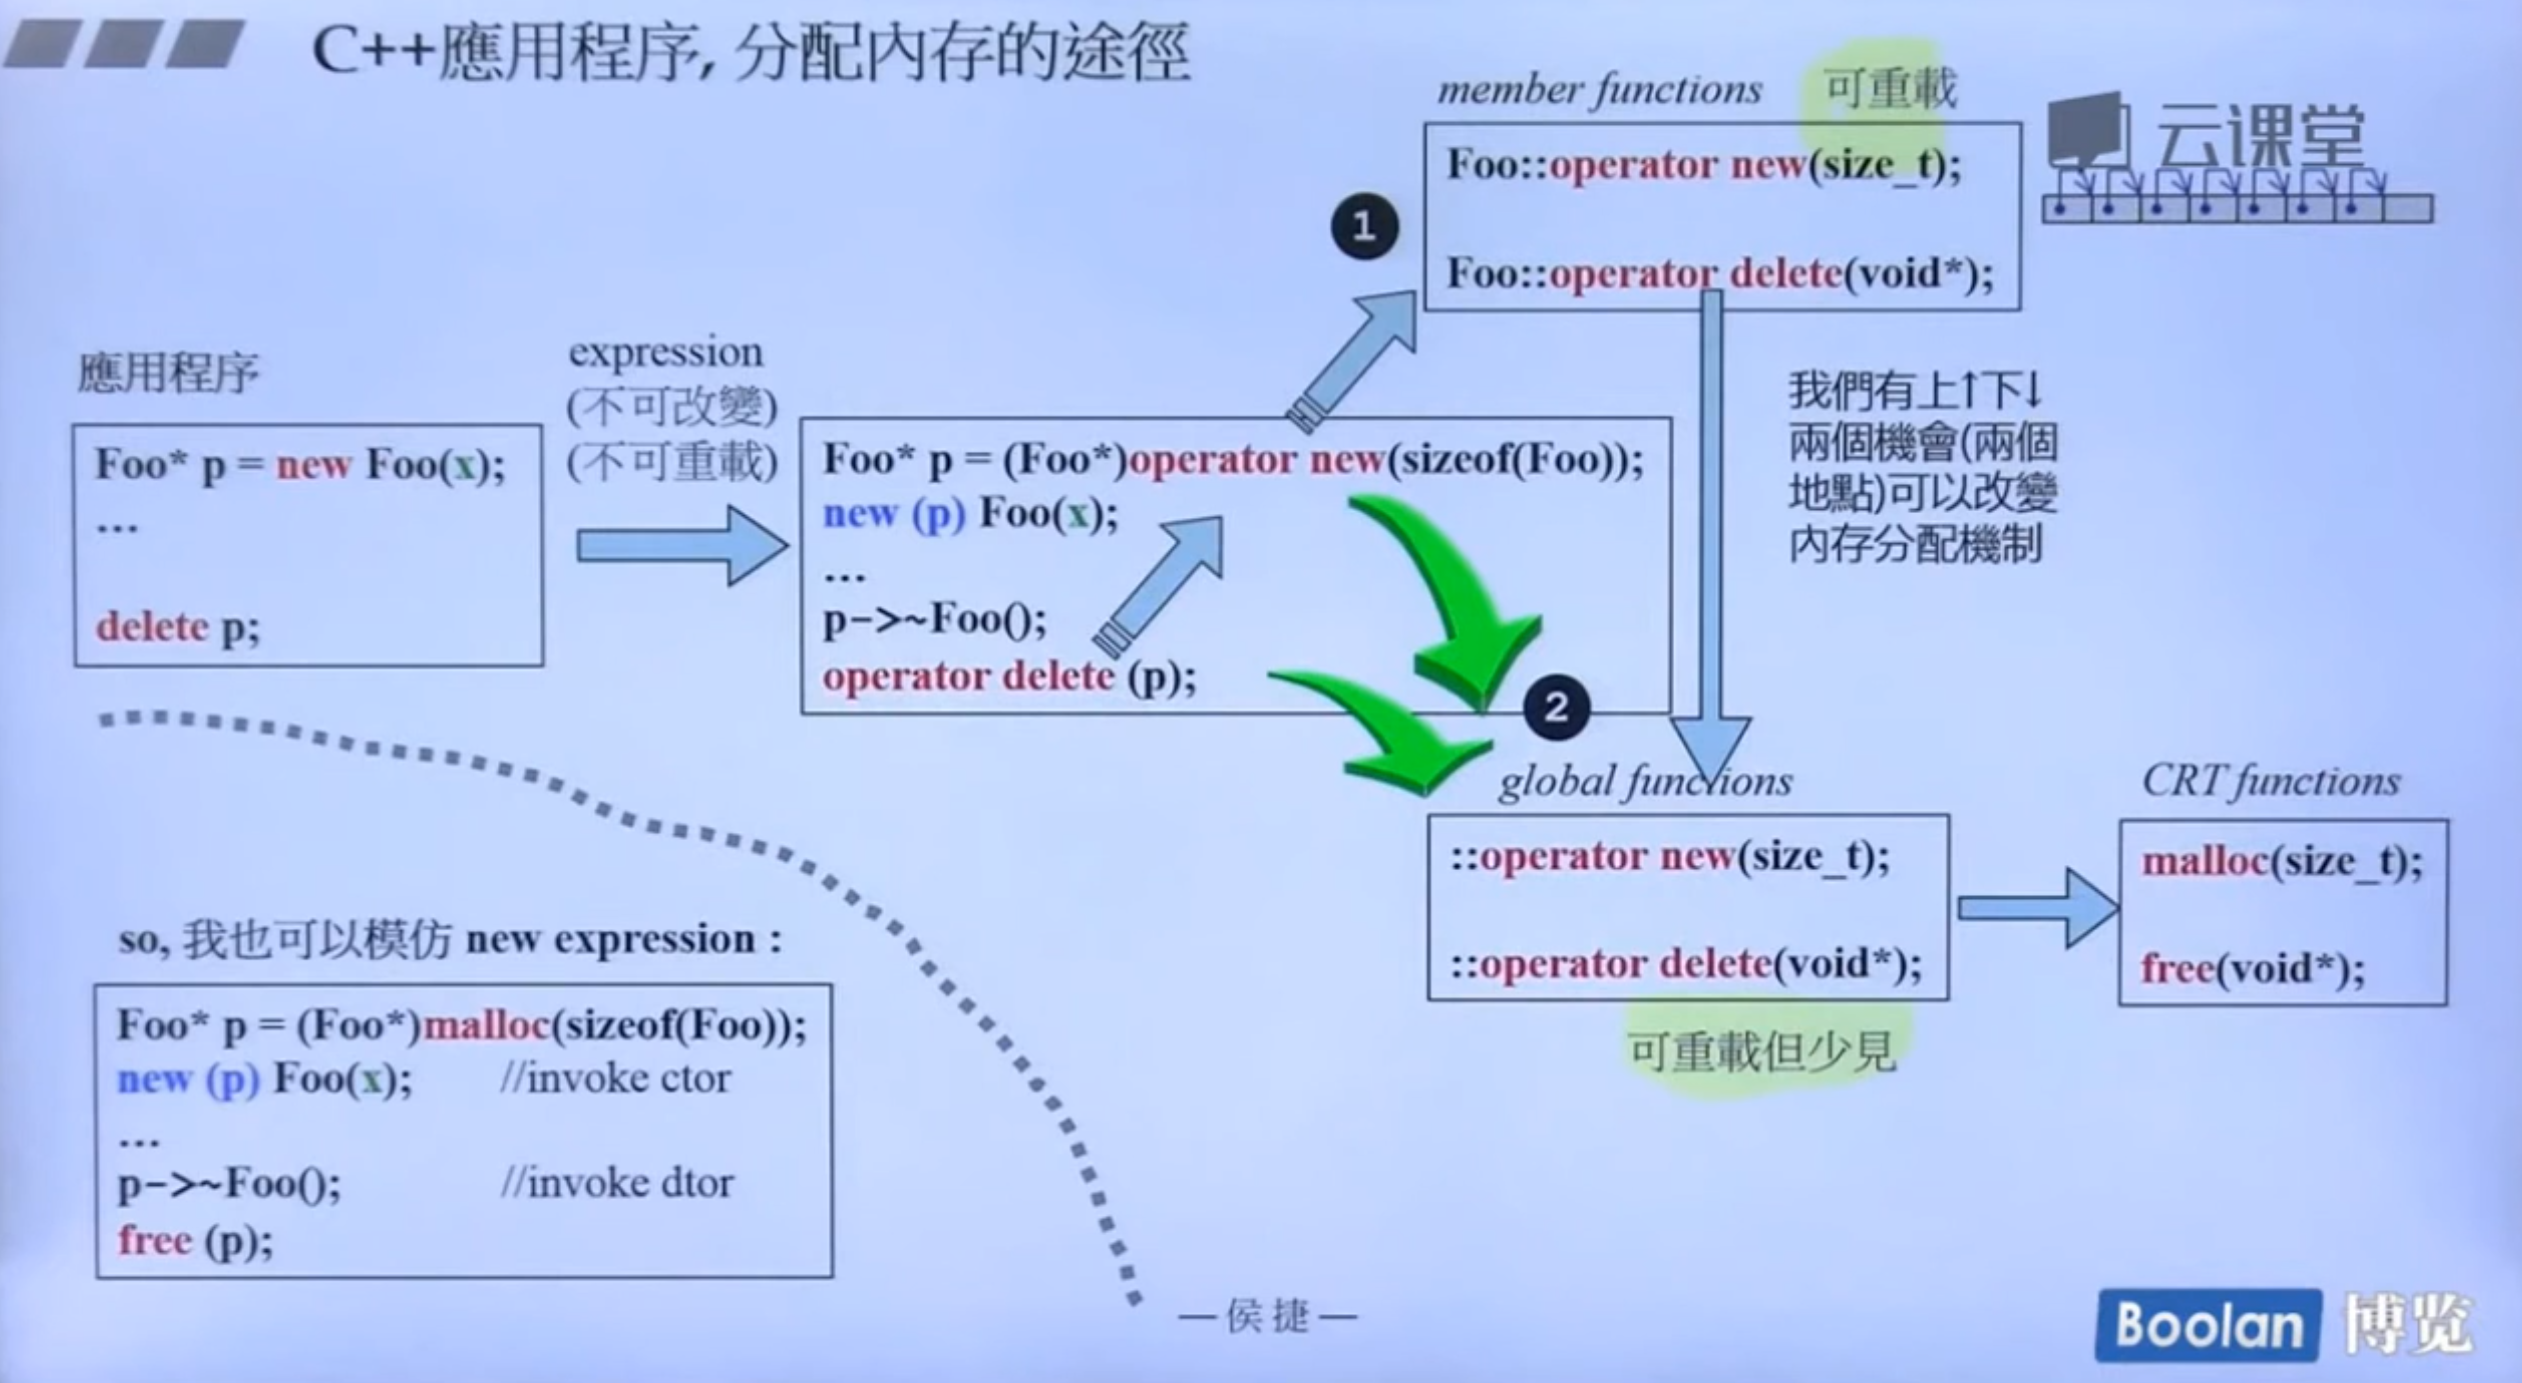 C++應用程序, 分配內存的途徑
member functions 可重載
云课堂
Foo::operator new(size_t);
Foo::operator delete(void*);
1
應用程序
Foo* p = new Foo(x);
...
delete p;
expression
(不可改變)
(不可重載)
Foo* p = (Foo*)operator new(sizeof(Foo));
new (p) Foo(x);
...
p->~Foo();
operator delete (p);
我們有上↑下↓
兩個機會(兩個
地點)可以改變
內存分配機制
2
global functions
::operator new(size_t);
::operator delete(void*);
可重載但少見
CRT functions
malloc(size_t);
free(void*);
so, 我也可以模仿 new expression :
Foo* p = (Foo*)malloc(sizeof(Foo));
new (p) Foo(x); //invoke ctor
...
p->~Foo(); //invoke dtor
free (p);
—侯捷—
Boolan 博览